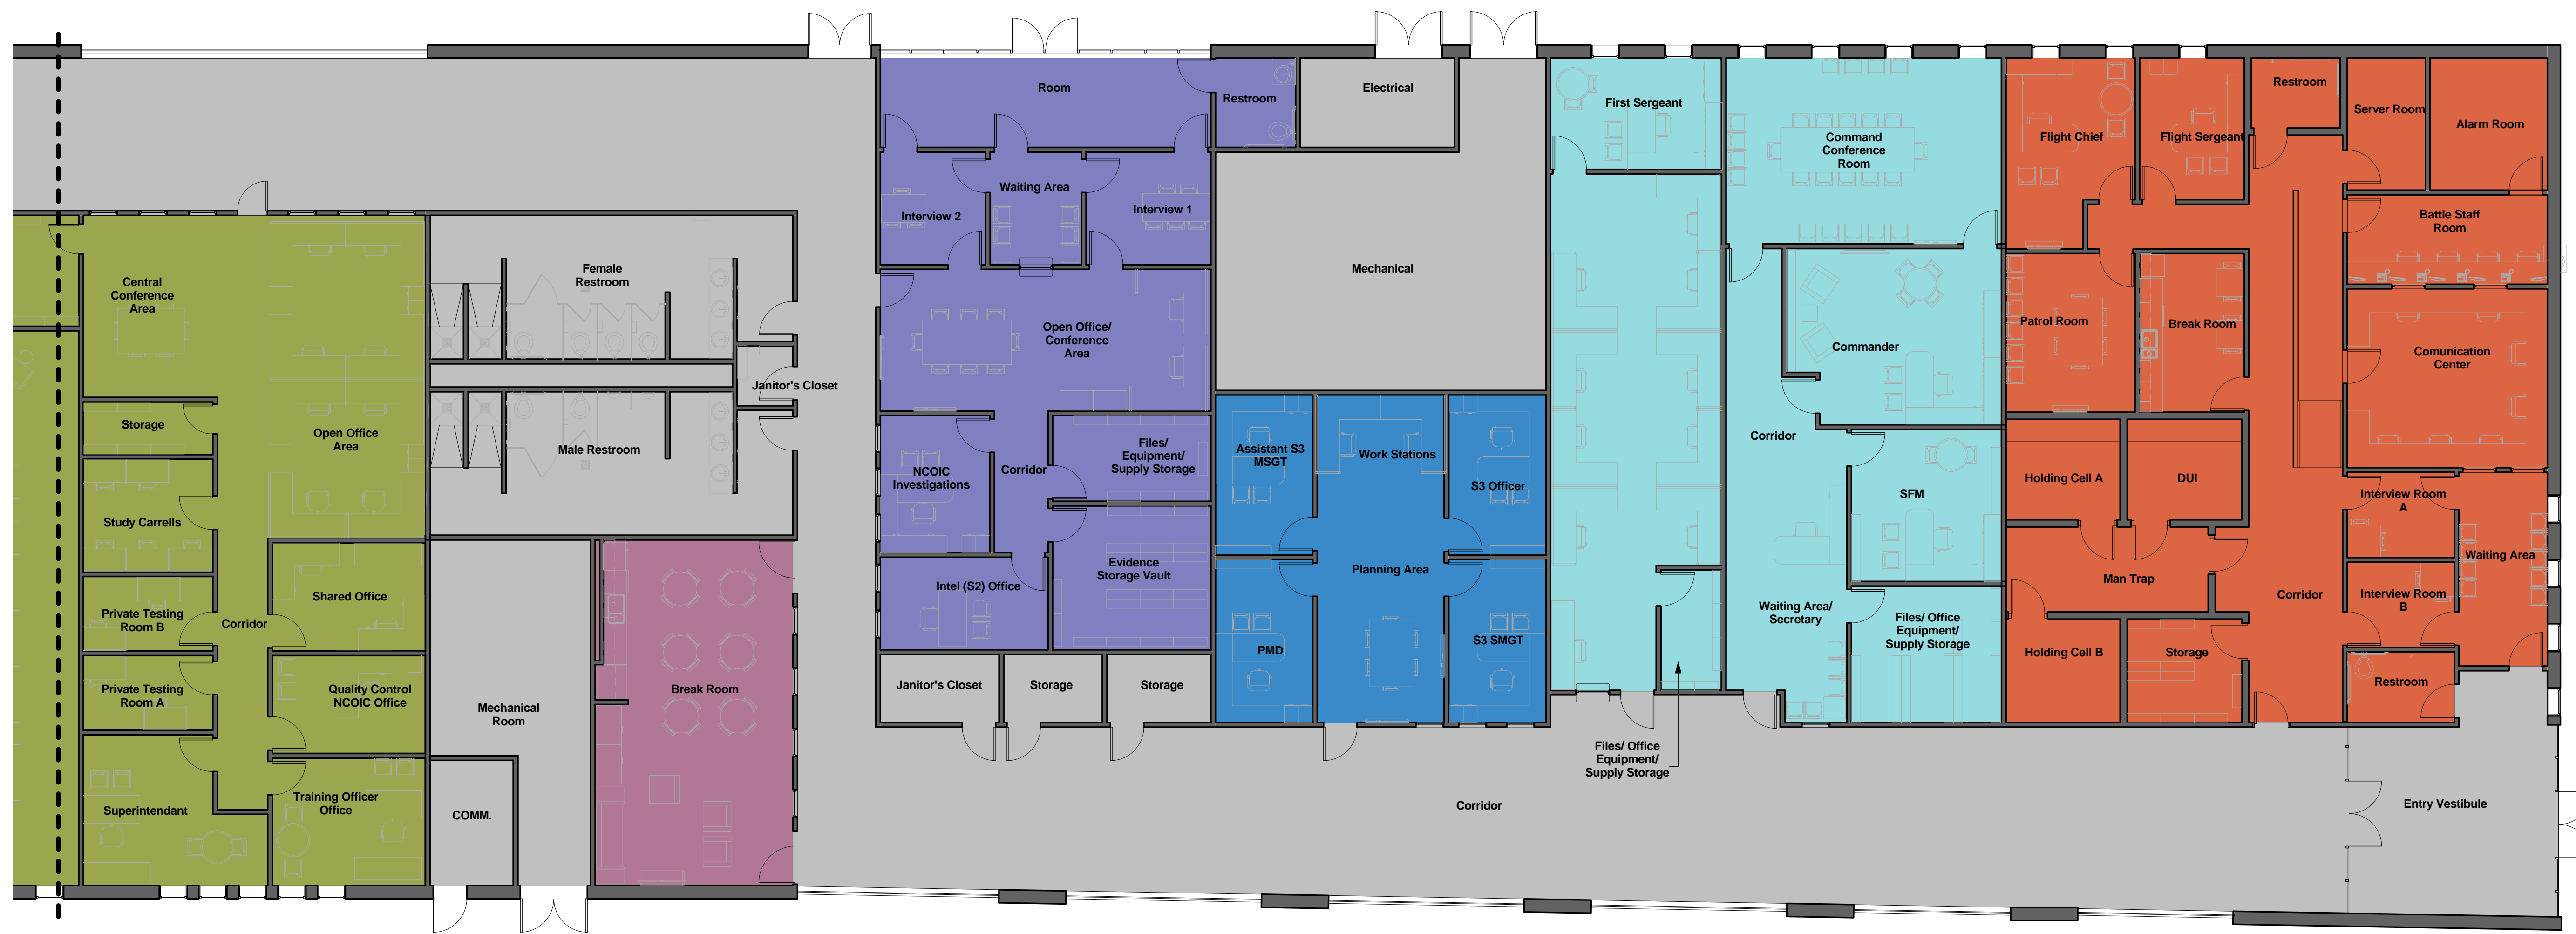 Central
Conference
Area
Storage
Study Carrells
Private Testing
Room B
Private Testing
Room A
Superintendant
Open Office
Area
Corridor
Shared Office
Quality Control
NCOIC Office
Training Officer
Office
Female
Restroom
Male Restroom
Janitor's Closet
Mechanical
Room
COMM.
Break Room
Room
Restroom
Interview 2
Waiting Area
Interview 1
Open Office/
Conference
Area
NCOIC
Investigations
Corridor
Files/
Equipment/
Supply Storage
Evidence
Storage Vault
Intel (S2) Office
Janitor's Closet
Storage
Storage
Electrical
Mechanical
Assistant S3
MSGT
Work Stations
S3 Officer
Planning Area
PMD
S3 SMGT
First Sergeant
Files/ Office
Equipment/
Supply Storage
Corridor
Command
Conference
Room
Commander
Corridor
SFM
Waiting Area/
Secretary
Files/ Office
Equipment/
Supply Storage
Flight Chief
Flight Sergeant
Restroom
Server Room
Alarm Room
Battle Staff
Room
Patrol Room
Break Room
Comunication
Center
Holding Cell A
DUI
Man Trap
Holding Cell B
Storage
Corridor
Interview Room
A
Interview Room
B
Waiting Area
Restroom
Entry Vestibule